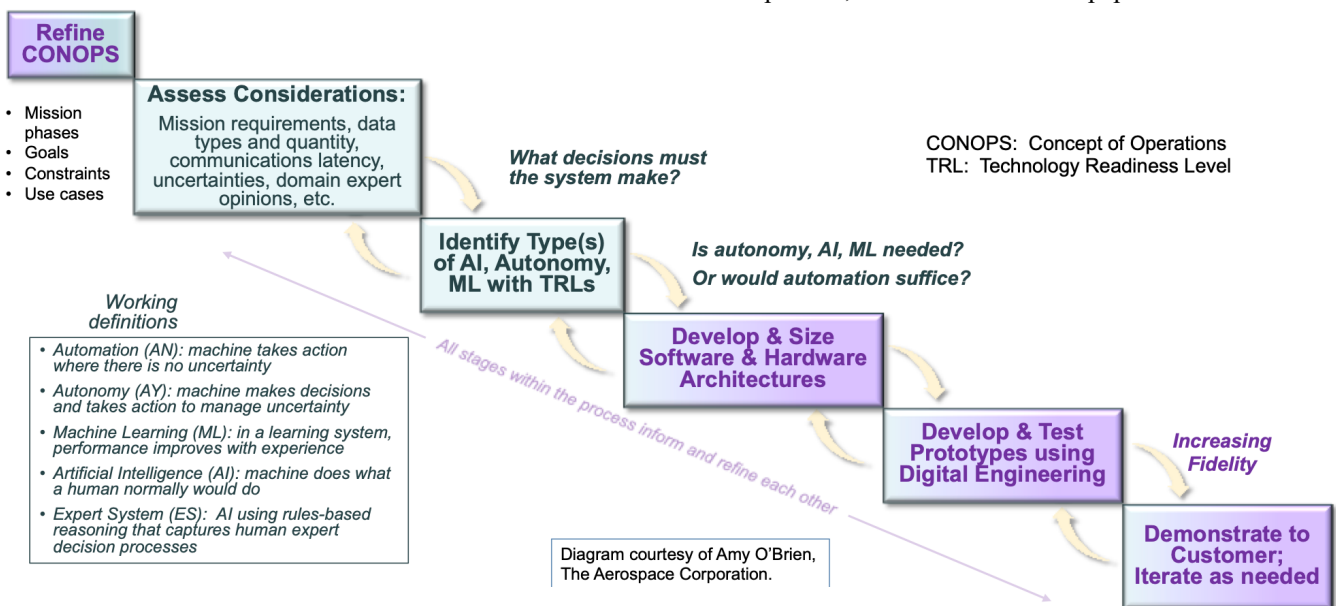 Refine
CONOPS
• Mission
phases
• Goals
• Constraints
• Use cases
Assess Considerations:
Mission requirements, data
types and quantity,
communications latency,
uncertainties, domain expert
opinions, etc.
What decisions must
the system make?
CONOPS: Concept of Operations
TRL: Technology Readiness Level
Identify Type(s)
of AI, Autonomy,
ML with TRLs
Is autonomy, AI, ML needed?
Or would automation suffice?
Working
definitions
• Automation (AN): machine takes action
where there is no uncertainty
• Autonomy (AY): machine makes decisions
and takes action to manage uncertainty
• Machine Learning (ML): in a learning system,
performance improves with experience
• Artificial Intelligence (AI): machine does what
a human normally would do
• Expert System (ES): AI using rules-based
reasoning that captures human expert
decision processes
All stages within the process inform and refine each other
Develop & Size
Software & Hardware
Architectures
Develop & Test
Prototypes using
Digital Engineering
Increasing
Fidelity
Demonstrate to
Customer;
Iterate as needed
Diagram courtesy of Amy O'Brien,
The Aerospace Corporation.